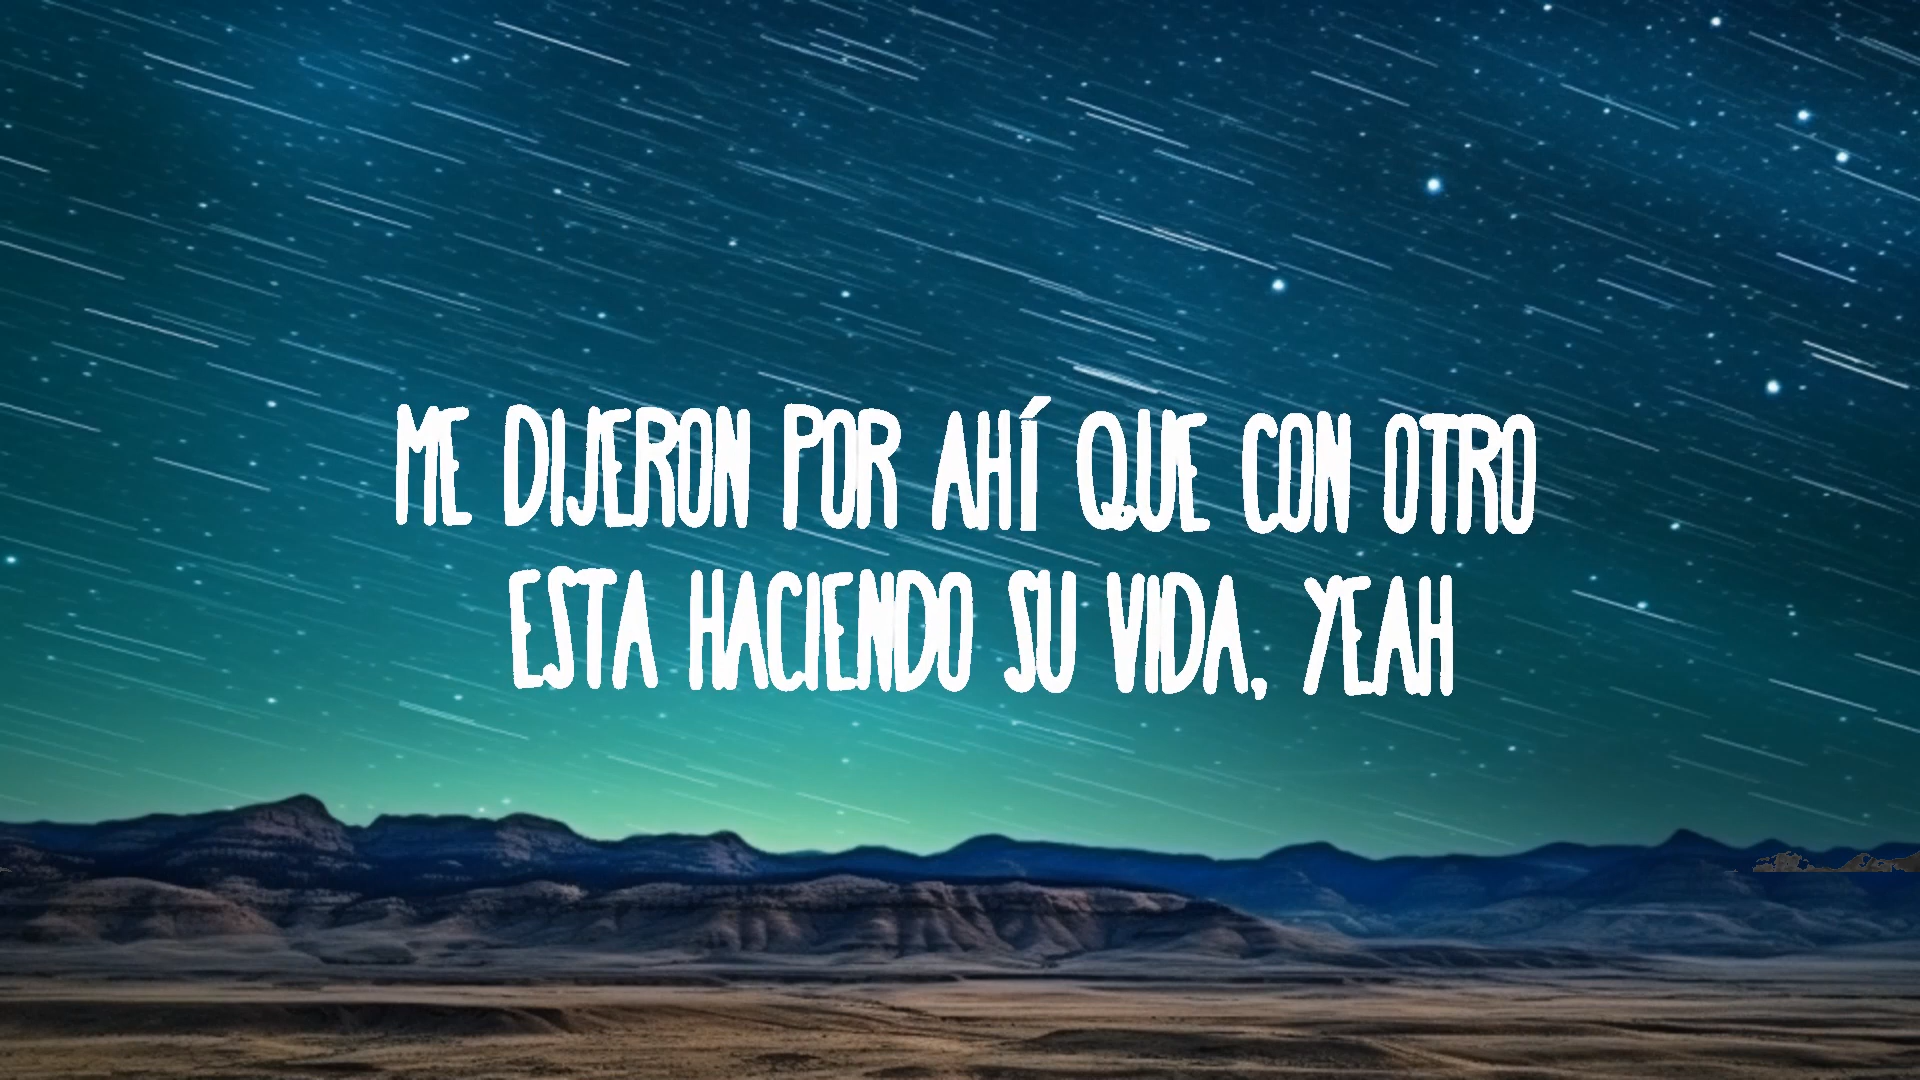 ME DIJERON POR AHÍ QUE CON OTRO
ESTA HACIENDO SU VIDA, YEAH